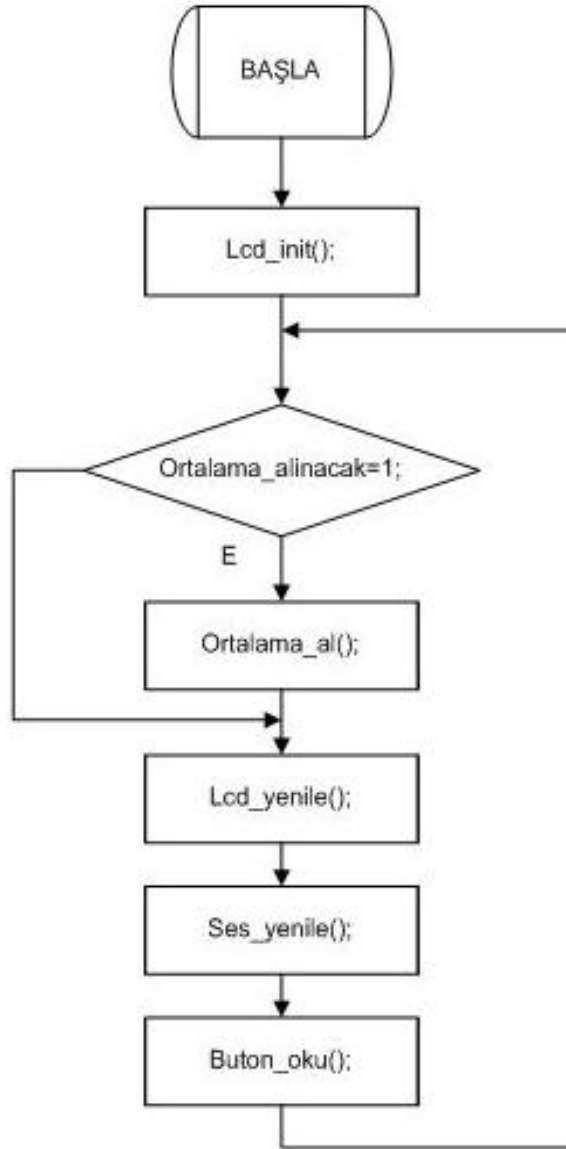 BAŞLA
Lcd_init();
Ortalama_alinacak=1;
E
Ortalama_al();
Lcd_yenile();
Ses_yenile();
Buton_oku();